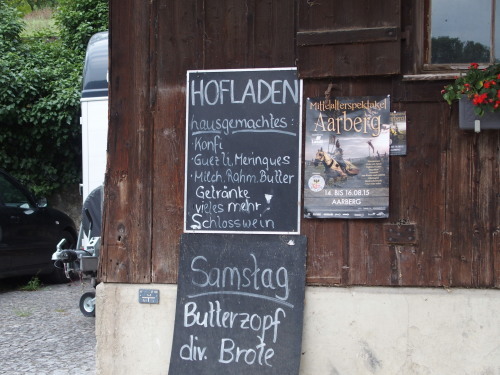 HOFLADEN
hausgemachtes:
·Konfi
·Guetzli, Merinques
·Milch, Rahm, Butter
Getränke
vieles mehr!
Schlosswein
Samstag
Butterzopf
div. Brote
Mittelalterspektakel
Aarberg
14. BIS 16.08.15
AARBERG